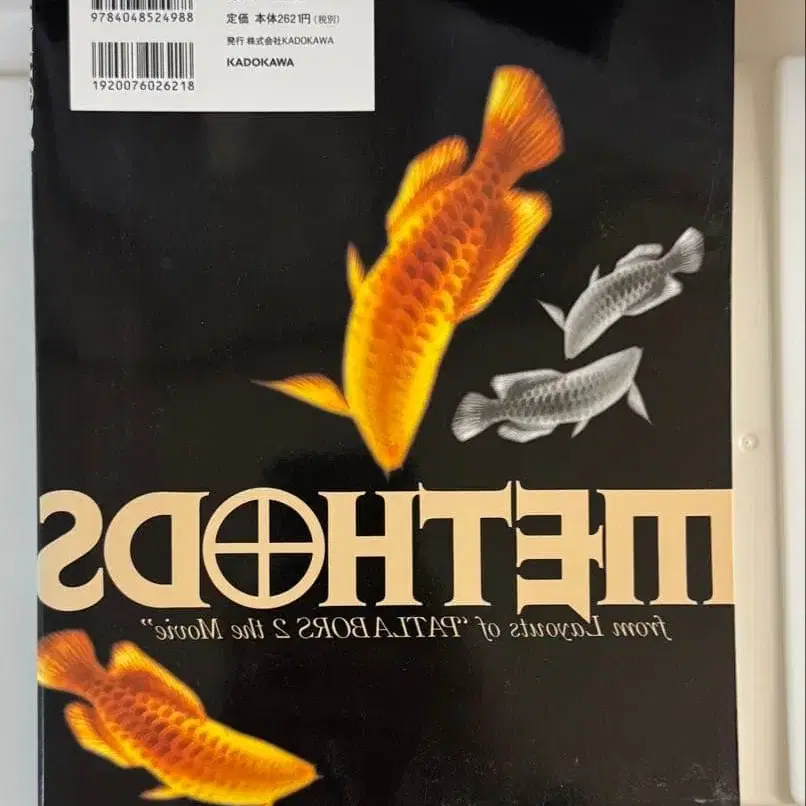 9784048524988
定価 本体2621円(税別)
発行 株式会社KADOKAWA
KADOKAWA
1920076026218
METHODS
from Layouts of "PATLABORS 2 the Movie"